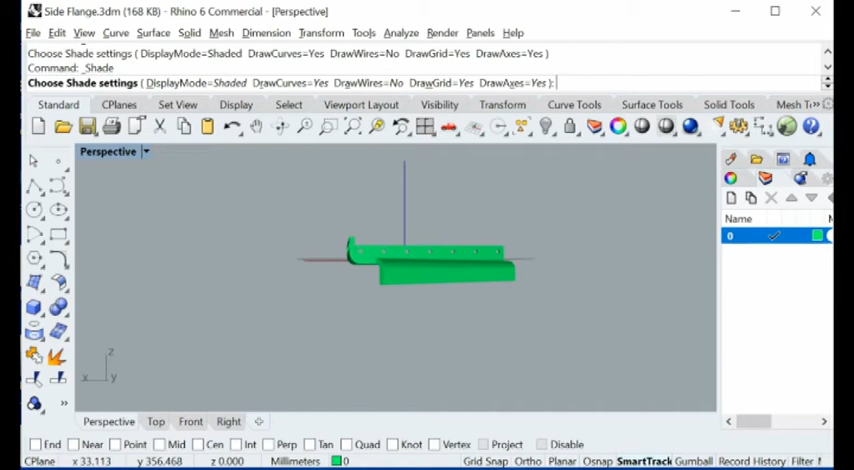 Side Flange.3dm (168 KB) - Rhino 6 Commercial - [Perspective]
File Edit View Curve Surface Solid Mesh Dimension Transform Tools Analyze Render Panels Help
Choose Shade settings ( DisplayMode=Shaded DrawCurves=Yes DrawWires=No DrawGrid=Yes DrawAxes=Yes )
Command: _Shade
Choose Shade settings ( DisplayMode=Shaded DrawCurves=Yes DrawWires=No DrawGrid=Yes DrawAxes=Yes ):
Standard CPlanes Set View Display Select Viewport Layout Visibility Transform Curve Tools Surface Tools Solid Tools Mesh T »
Perspective
Name
0
z
x y
»
Perspective Top Front Right
End Near Point Mid Cen Int Perp Tan Quad Knot Vertex Project Disable
CPlane x 33.113 y 356.468 z 0.000 Millimeters 0 Grid Snap Ortho Planar Osnap SmartTrack Gumball Record History Filter